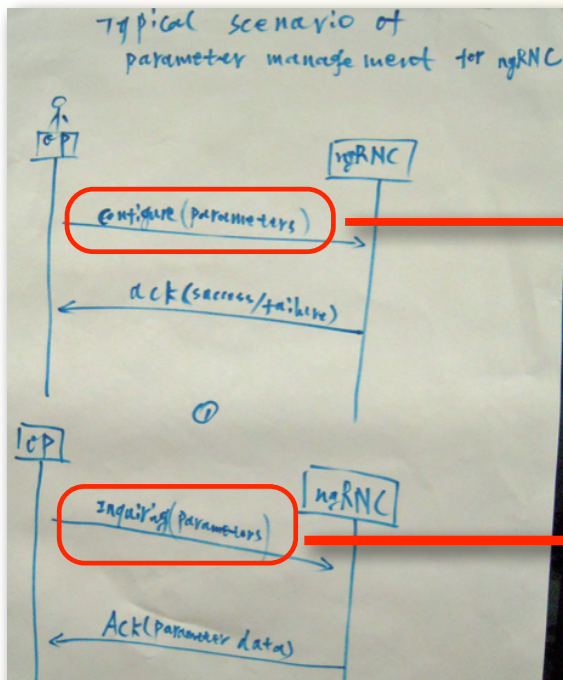 Typical scenario of
parameter management for ngRNC
OP
ngRNC
configure(parameters)
ack(success/failure)
①
OP
ngRNC
Inquiring(parameters)
Ack(parameter data)